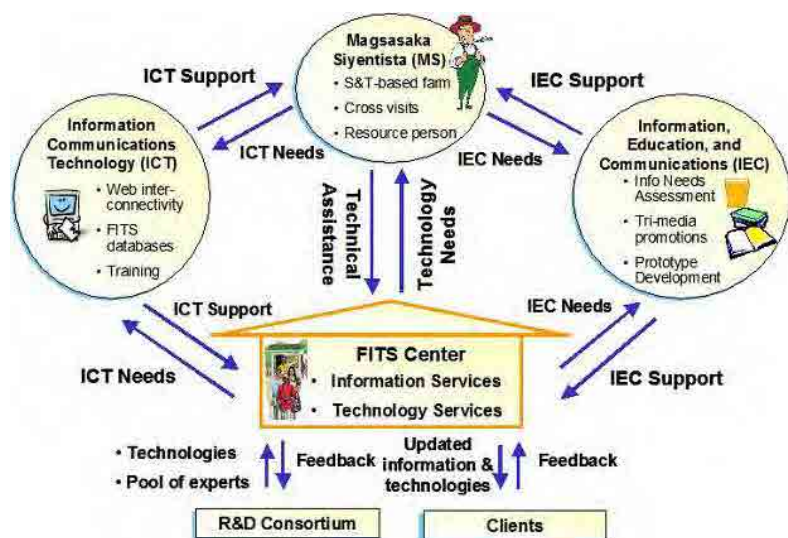 Magsasaka
Siyentista (MS)
• S&T-based farm
• Cross visits
• Resource person
ICT Support
ICT Needs
IEC Support
IEC Needs
Information
Communications
Technology (ICT)
• Web inter-
connectivity
• FITS
databases
• Training
Information,
Education, and
Communications (IEC)
• Info Needs
Assessment
• Tri-media
promotions
• Prototype
Development
Technical
Assistance
Technology
Needs
ICT Support
ICT Needs
IEC Needs
IEC Support
FITS Center
• Information Services
• Technology Services
• Technologies
• Pool of experts
Feedback
Updated
information &
technologies
Feedback
R&D Consortium
Clients